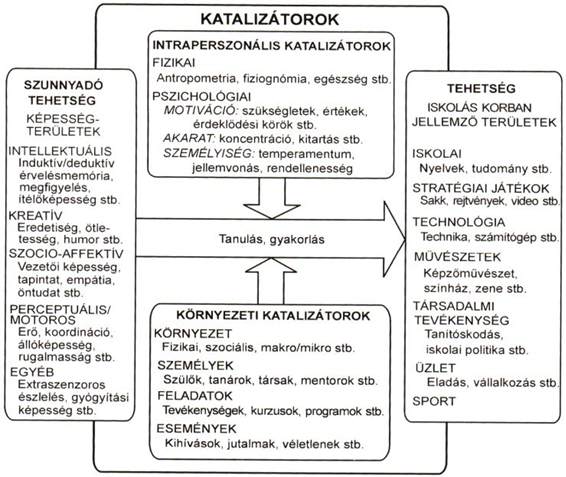 KATALIZÁTOROK
INTRAPERSZONÁLIS KATALIZÁTOROK
FIZIKAI
Antropometria, fiziognómia, egészség stb.
PSZICHOLÓGIAI
MOTIVÁCIÓ: szükségletek, értékek,
érdeklődési körök stb.
AKARAT: koncentráció, kitartás stb.
SZEMÉLYISÉG: temperamentum,
jellemvonás, rendellenesség
SZUNNYADÓ
TEHETSÉG
KÉPESSÉG-
TERÜLETEK
INTELLEKTUÁLIS
Induktív/deduktív
érvelésmemória,
megfigyelés,
ítélőképesség stb.
KREATÍV
Eredetiség, ötle-
tesség, humor stb.
SZOCIO-AFFEKTÍV
Vezetői képesség,
tapintat, empátia,
öntudat stb.
PERCEPTUÁLIS/
MOTOROS
Erő, koordináció,
állóképesség,
rugalmasság stb.
EGYÉB
Extraszenzoros
észlelés, gyógyítási
képesség stb.
Tanulás, gyakorlás
KÖRNYEZETI KATALIZÁTOROK
KÖRNYEZET
Fizikai, szociális, makro/mikro stb.
SZEMÉLYEK
Szülők, tanárok, társak, mentorok stb.
FELADATOK
Tevékenységek, kurzusok, programok stb.
ESEMÉNYEK
Kihívások, jutalmak, véletlenek stb.
TEHETSÉG
ISKOLÁS KORBAN
JELLEMZŐ TERÜLETEK
ISKOLAI
Nyelvek, tudomány stb.
STRATÉGIAI JÁTÉKOK
Sakk, rejtvények, video stb.
TECHNOLÓGIA
Technika, számítógép stb.
MŰVÉSZETEK
Képzőművészet,
színház, zene stb.
TÁRSADALMI
TEVÉKENYSÉG
Tanítóskodás,
iskolai politika stb.
ÜZLET
Eladás, vállalkozás stb.
SPORT